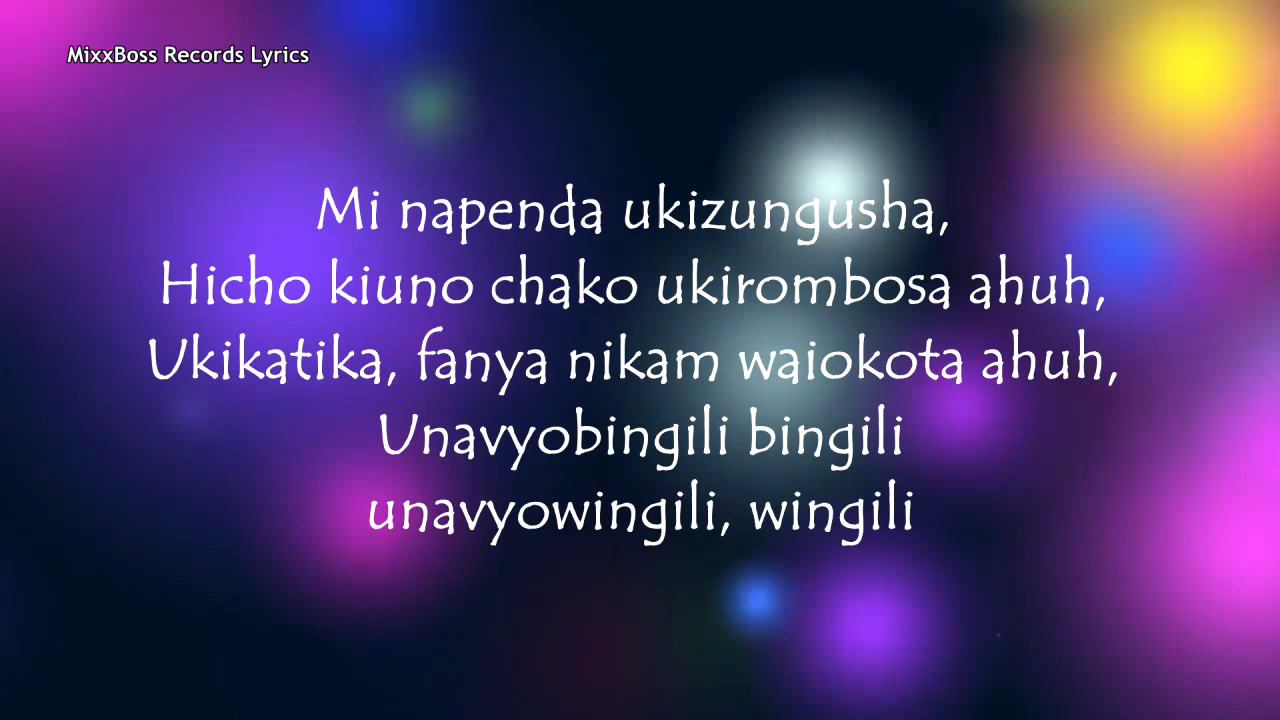 MixxBoss Records Lyrics
Mi napenda ukizungusha,
Hicho kiuno chako ukirombosa ahuh,
Ukikatika, fanya nikam waiokota ahuh,
Unavyobingili bingili
unavyowingili, wingili